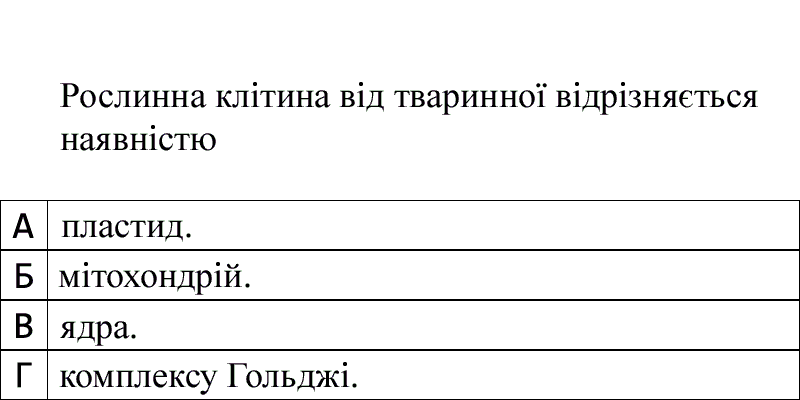 Рослинна клітина від тваринної відрізняється
наявністю
А пластид.
Б мітохондрій.
В ядра.
Г комплексу Гольджі.